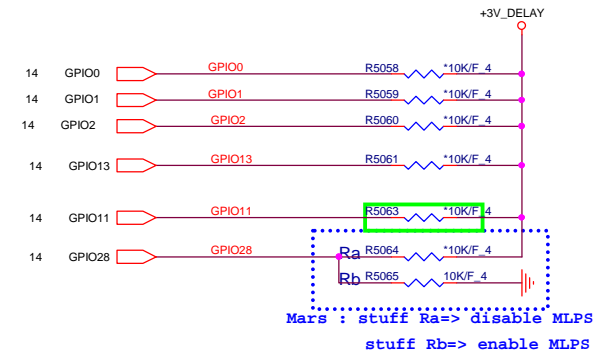 +3V_DELAY
14 GPIO0 GPIO0 R5058 *10K/F_4
14 GPIO1 GPIO1 R5059 *10K/F_4
14 GPIO2 GPIO2 R5060 *10K/F_4
14 GPIO13 GPIO13 R5061 *10K/F_4
14 GPIO11 GPIO11 R5063 *10K/F_4
14 GPIO28 GPIO28 Ra R5064 *10K/F_4
Rb R5065 10K/F_4
Mars : stuff Ra=> disable MLPS
stuff Rb=> enable MLPS